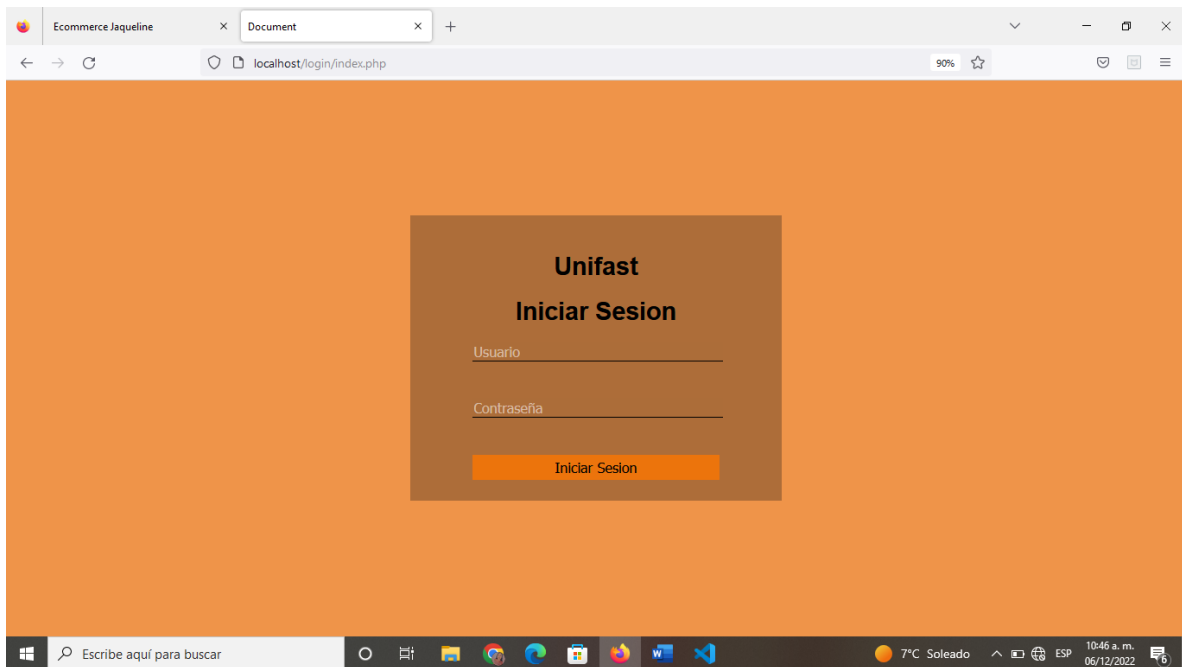 Ecommerce Jaqueline
Document
localhost/login/index.php
90%
Unifast
Iniciar Sesion
Usuario
Contraseña
Iniciar Sesion
Escribe aquí para buscar
7°C Soleado
ESP
10:46 a. m.
06/12/2022
6